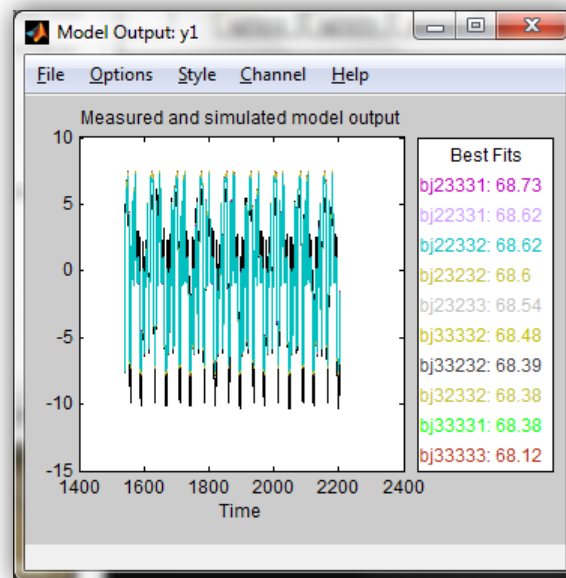 Model Output: y1
File Options Style Channel Help
Measured and simulated model output
10
5
0
-5
-10
-15
1400 1600 1800 2000 2200 2400
Time
Best Fits
bj23331: 68.73
bj22331: 68.62
bj22332: 68.62
bj23232: 68.6
bj23233: 68.54
bj33332: 68.48
bj33232: 68.39
bj32332: 68.38
bj33331: 68.38
bj33333: 68.12